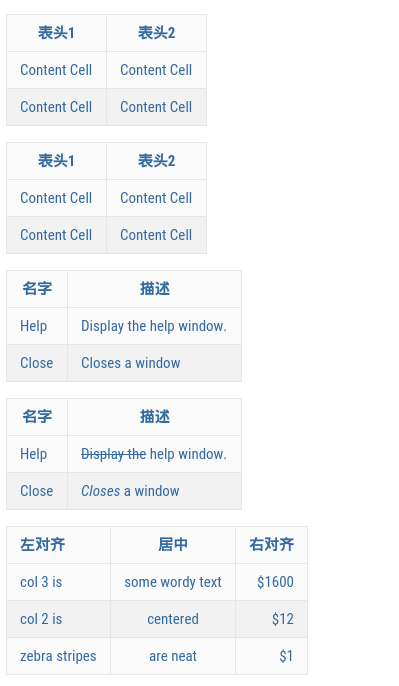 表头1 表头2
Content Cell Content Cell
Content Cell Content Cell
表头1 表头2
Content Cell Content Cell
Content Cell Content Cell
名字 描述
Help Display the help window.
Close Closes a window
名字 描述
Help Display the help window.
Close Closes a window
左对齐 居中 右对齐
col 3 is some wordy text $1600
col 2 is centered $12
zebra stripes are neat $1